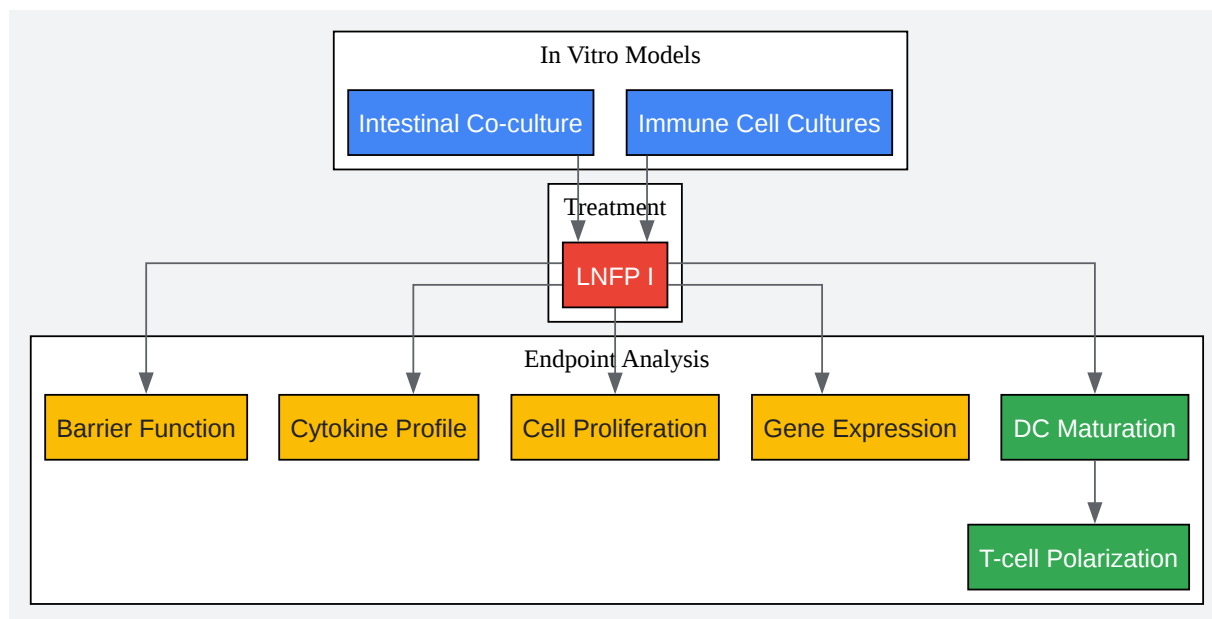 In Vitro Models
Intestinal Co-culture
Immune Cell Cultures
Treatment
LNFP I
Endpoint Analysis
Barrier Function
Cytokine Profile
Cell Proliferation
Gene Expression
DC Maturation
T-cell Polarization